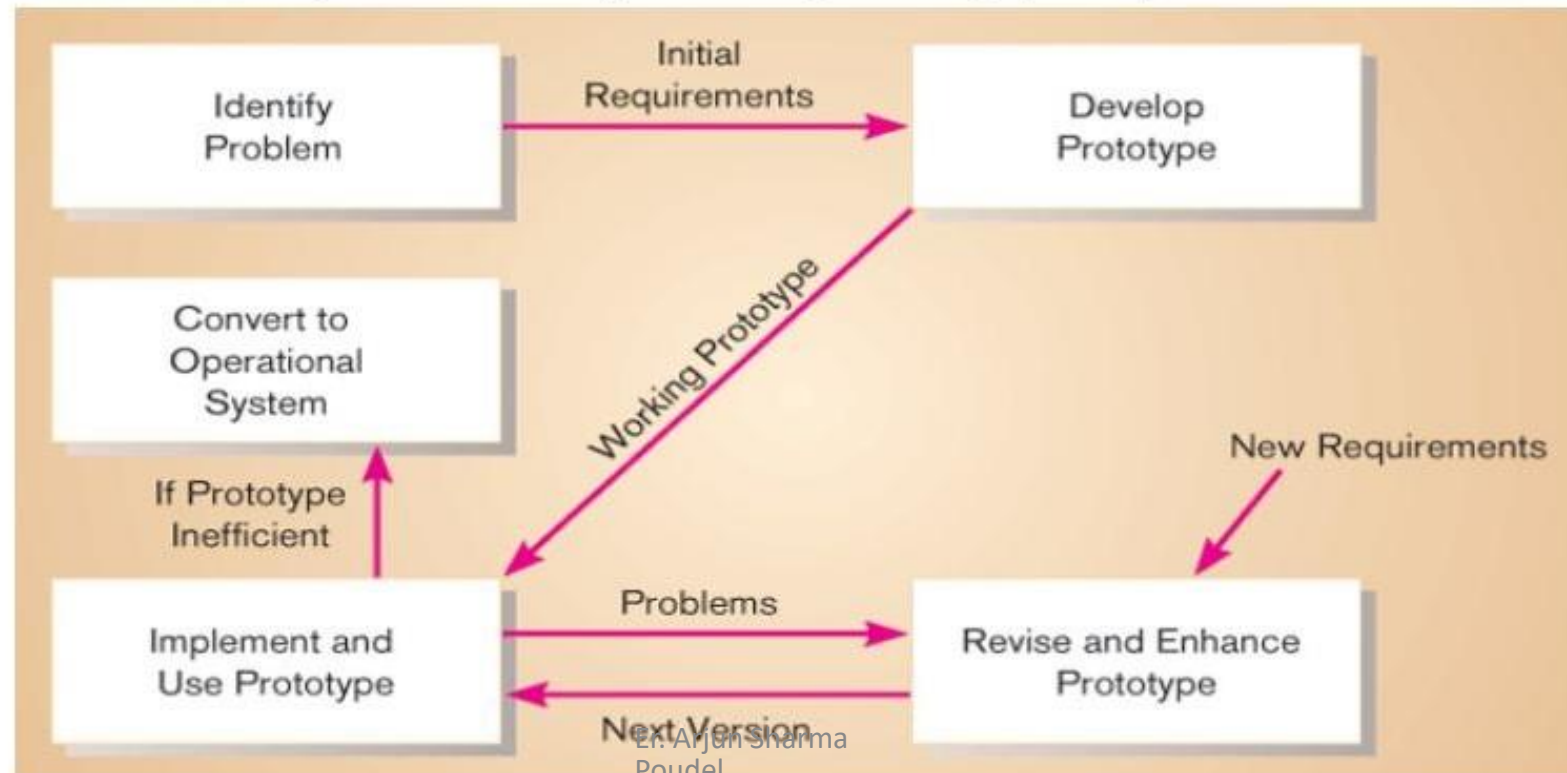 Identify
Problem
Initial
Requirements
Develop
Prototype
Convert to
Operational
System
Working Prototype
New Requirements
If Prototype
Inefficient
Implement and
Use Prototype
Problems
Revise and Enhance
Prototype
Next Version
Er. Arjun Sharma
Poudel